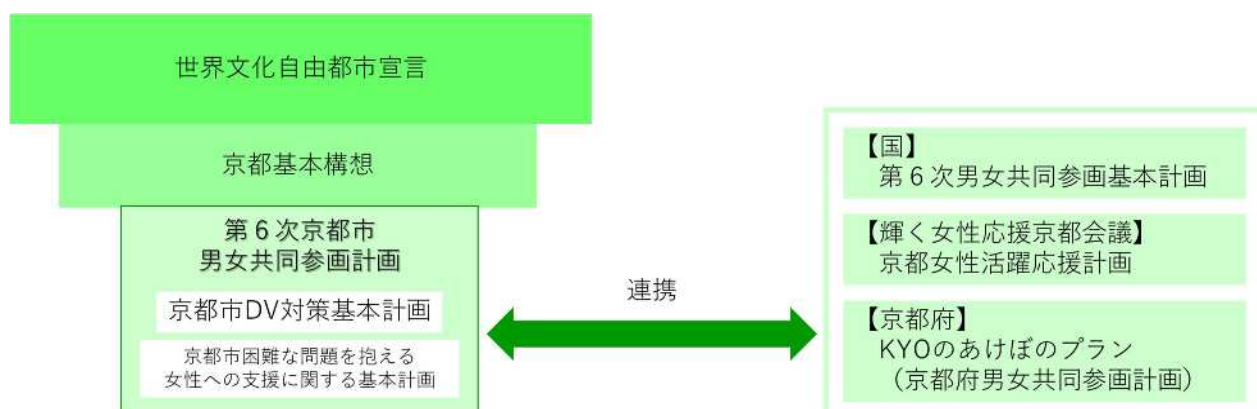 世界文化自由都市宣言
京都基本構想
第6次京都市
男女共同参画計画
京都市DV対策基本計画
京都市困難な問題を抱える
女性への支援に関する基本計画
連携
【国】
第6次男女共同参画基本計画
【輝く女性応援京都会議】
京都女性活躍応援計画
【京都府】
KYOのあけぼのプラン
（京都府男女共同参画計画）